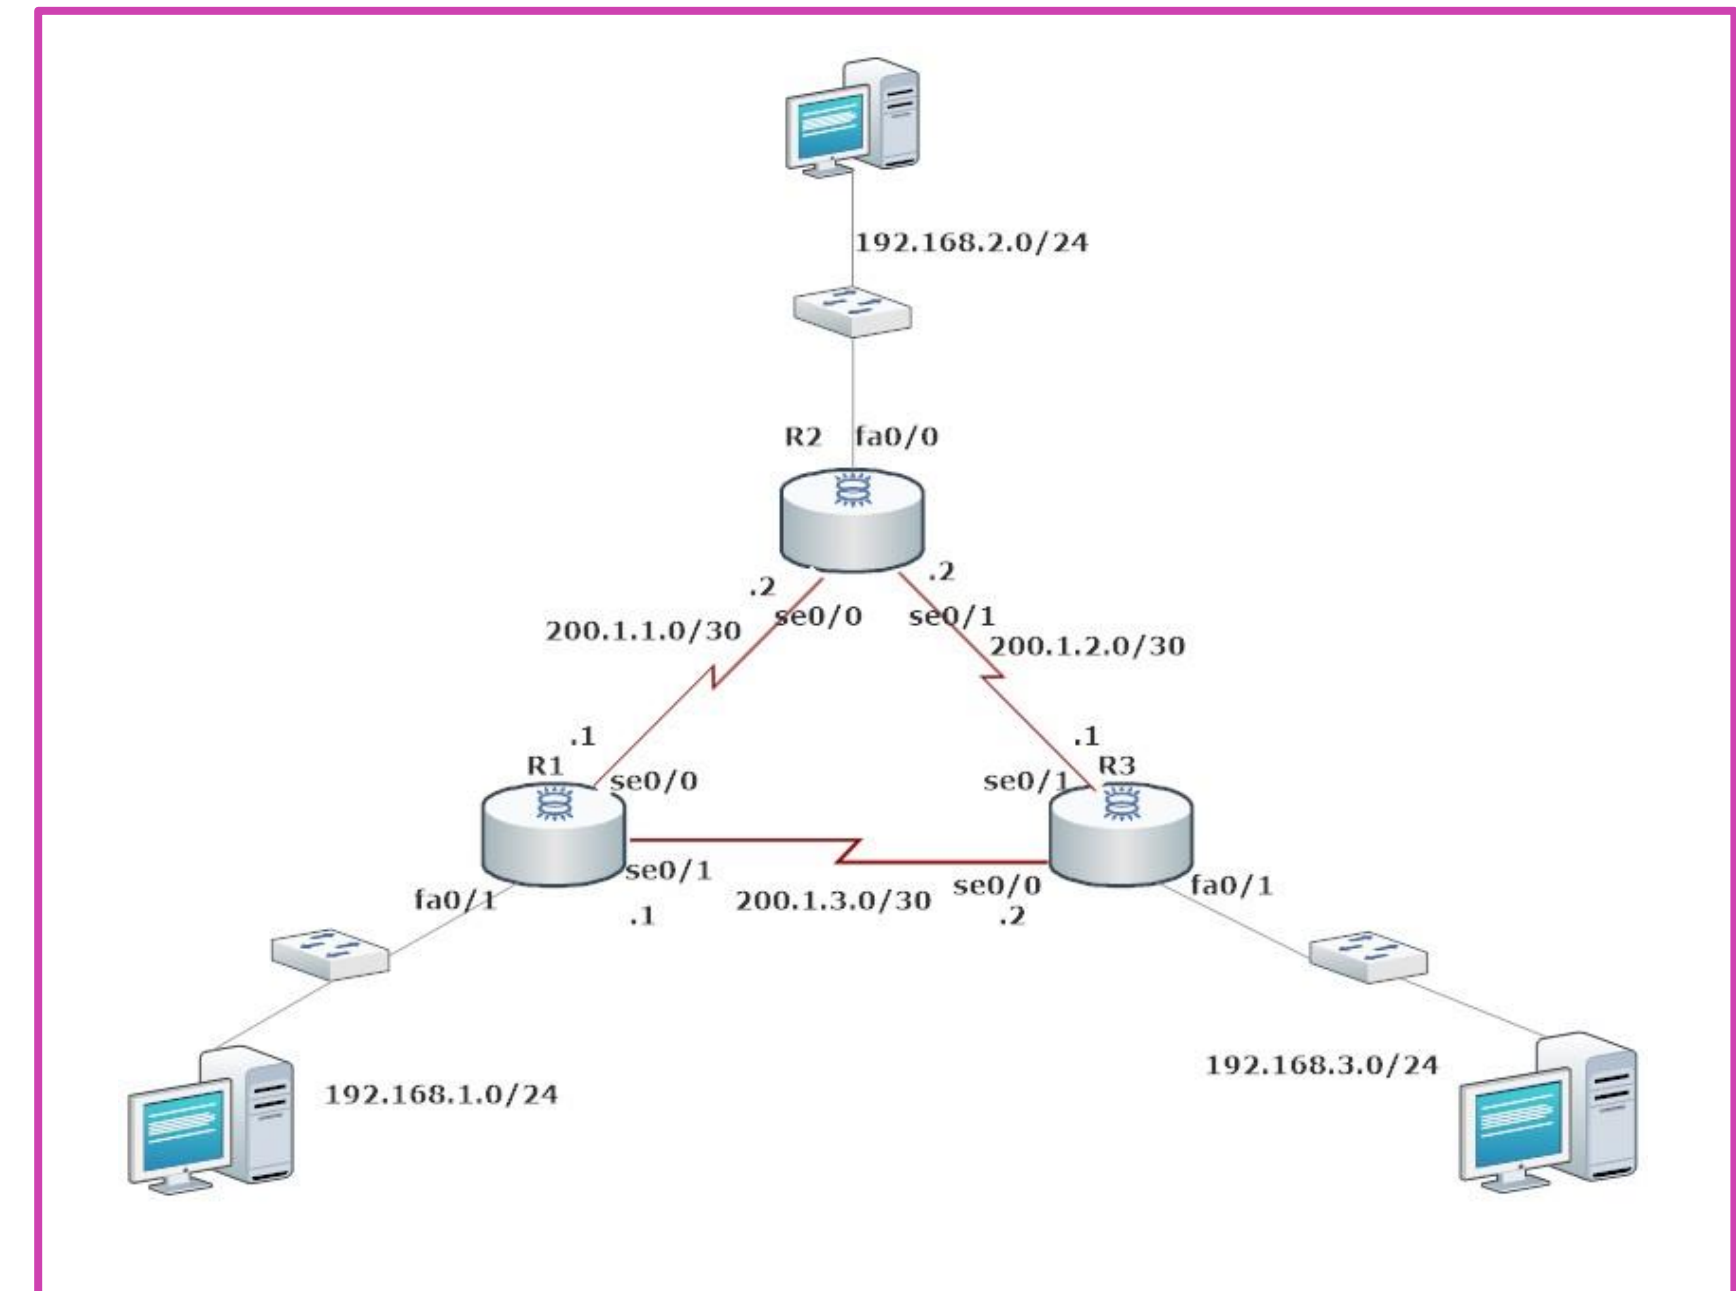 192.168.2.0/24
R2 fa0/0
.2 .2
se0/0 se0/1
200.1.1.0/30 200.1.2.0/30
.1 .1
R1 R3
se0/0 se0/1
se0/1 se0/0 fa0/1
fa0/1 200.1.3.0/30
.1 .2
192.168.3.0/24
192.168.1.0/24